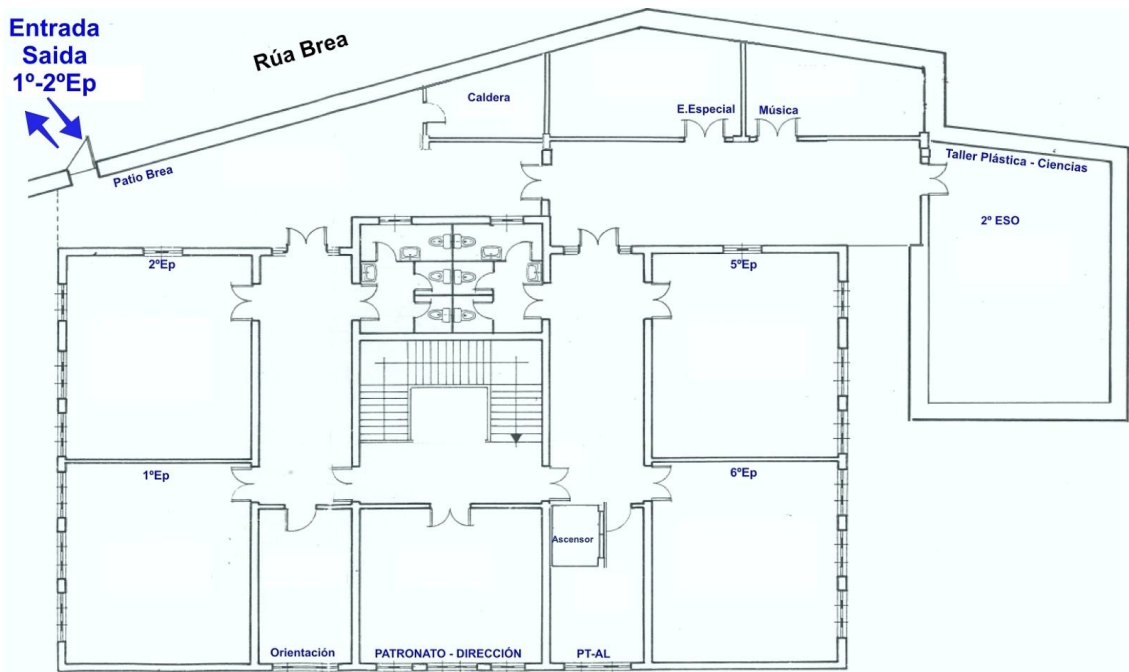 Entrada
Saida
1º-2ºEp
Rúa Brea
Caldera
E.Especial
Música
Taller Plástica - Ciencias
Patio Brea
2º ESO
2ºEp
5ºEp
1ºEp
6ºEp
Ascensor
Orientación
PATRONATO - DIRECCIÓN
PT-AL